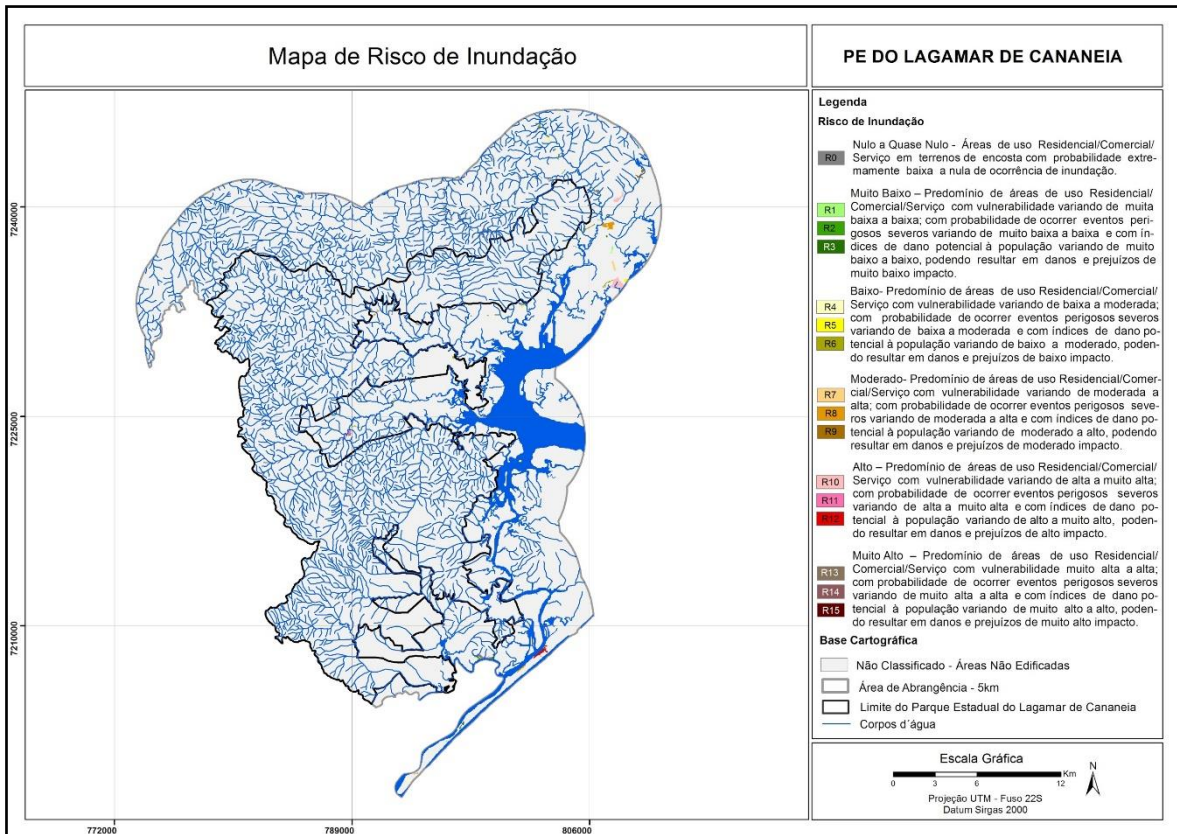 Mapa de Risco de Inundação
PE DO LAGAMAR DE CANANEIA
7240000
7225000
7210000
772000
789000
806000
Legenda
Risco de Inundação
R0
Nulo a Quase Nulo - Áreas de uso Residencial/Comercial/
Serviço em terrenos de encosta com probabilidade extre-
mamente baixa a nula de ocorrência de inundação.
R1
R2
R3
Muito Baixo – Predomínio de áreas de uso Residencial/
Comercial/Serviço com vulnerabilidade variando de muita
baixa a baixa; com probabilidade de ocorrer eventos peri-
gosos severos variando de muito baixa a baixa e com ín-
dices de dano potencial à população variando de muito
baixo a baixo, podendo resultar em danos e prejuízos de
muito baixo impacto.
R4
R5
R6
Baixo- Predomínio de áreas de uso Residencial/Comercial/
Serviço com vulnerabilidade variando de baixa a moderada;
com probabilidade de ocorrer eventos perigosos severos
variando de baixa a moderada e com índices de dano po-
tencial à população variando de baixo a moderado, poden-
do resultar em danos e prejuízos de baixo impacto.
R7
R8
R9
Moderado- Predomínio de áreas de uso Residencial/Comer-
cial/Serviço com vulnerabilidade variando de moderada a
alta; com probabilidade de ocorrer eventos perigosos seve-
ros variando de moderada a alta e com índices de dano po-
tencial à população variando de moderado a alto, podendo
resultar em danos e prejuízos de moderado impacto.
R10
R11
R12
Alto – Predomínio de áreas de uso Residencial/Comercial/
Serviço com vulnerabilidade variando de alta a muito alta;
com probabilidade de ocorrer eventos perigosos severos
variando de alta a muito alta e com índices de dano po-
tencial à população variando de alto a muito alto, poden-
do resultar em danos e prejuízos de alto impacto.
R13
R14
R15
Muito Alto – Predomínio de áreas de uso Residencial/
Comercial/Serviço com vulnerabilidade muito alta a alta;
com probabilidade de ocorrer eventos perigosos severos
variando de muito alta a alta e com índices de dano po-
tencial à população variando de muito alto a alto, poden-
do resultar em danos e prejuízos de muito alto impacto.
Base Cartográfica
Não Classificado - Áreas Não Edificadas
Área de Abrangência - 5km
Limite do Parque Estadual do Lagamar de Cananeia
Corpos d´água
Escala Gráfica
Km
N
0 3 6 12
Projeção UTM - Fuso 22S
Datum Sirgas 2000